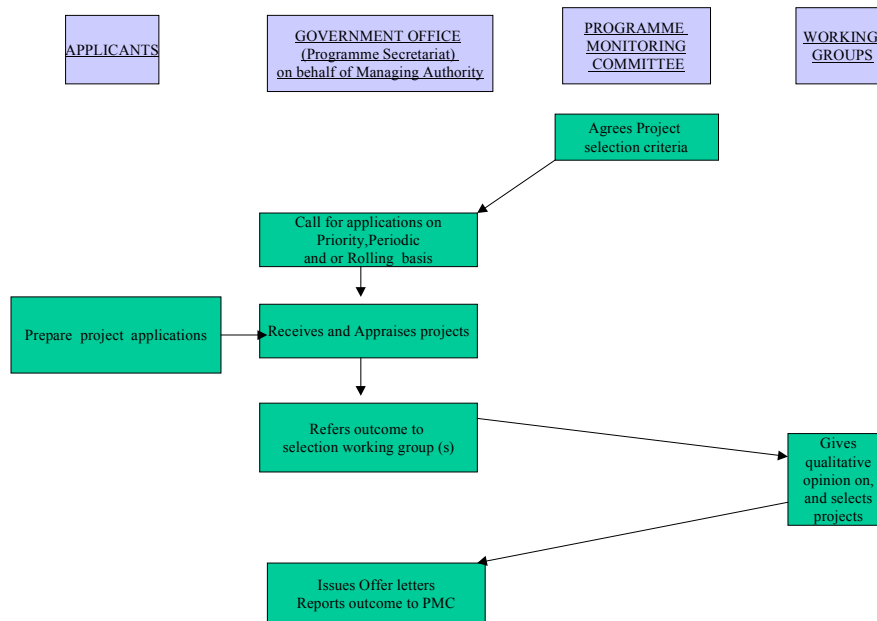 APPLICANTS
GOVERNMENT OFFICE
(Programme Secretariat)
on behalf of Managing Authority
PROGRAMME
MONITORING
COMMITTEE
WORKING
GROUPS
Agrees Project
selection criteria
Call for applications on
Priority,Periodic
and or Rolling basis
Prepare project applications
Receives and Appraises projects
Refers outcome to
selection working group (s)
Gives
qualitative
opinion on,
and selects
projects
Issues Offer letters
Reports outcome to PMC